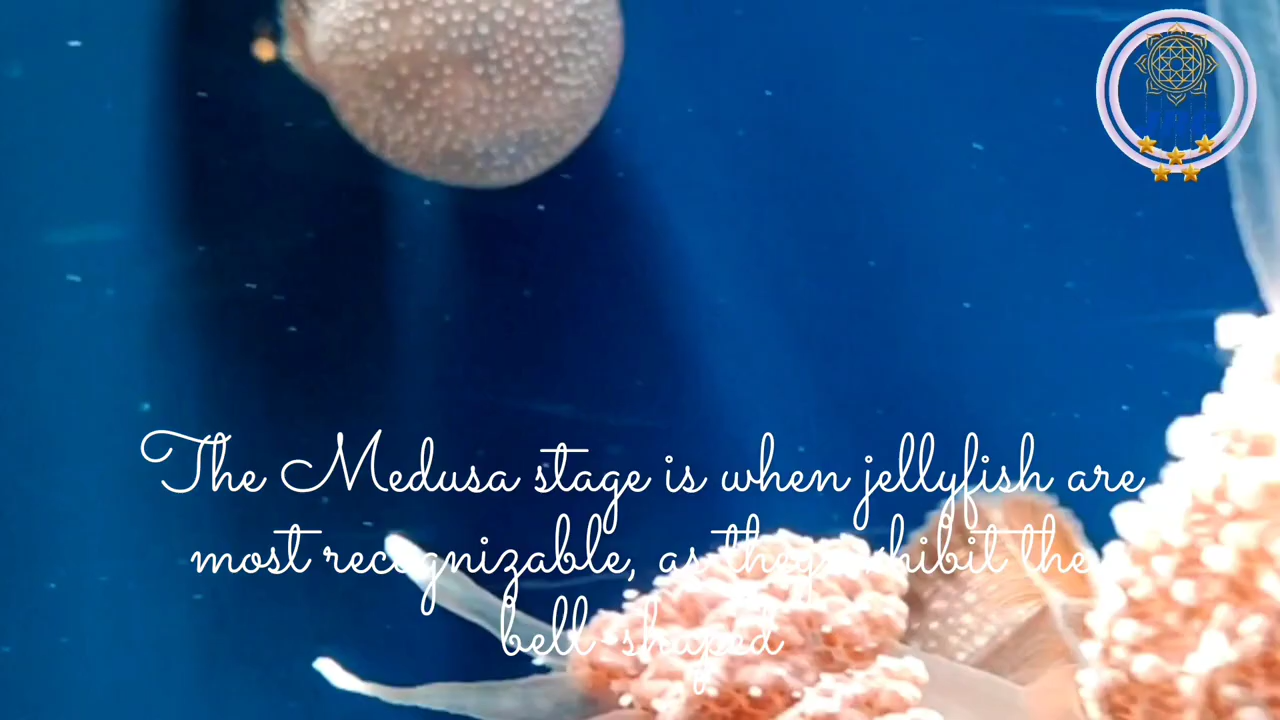 The Medusa stage is when jellyfish are
most recognizable, as they exhibit the
bell-shaped